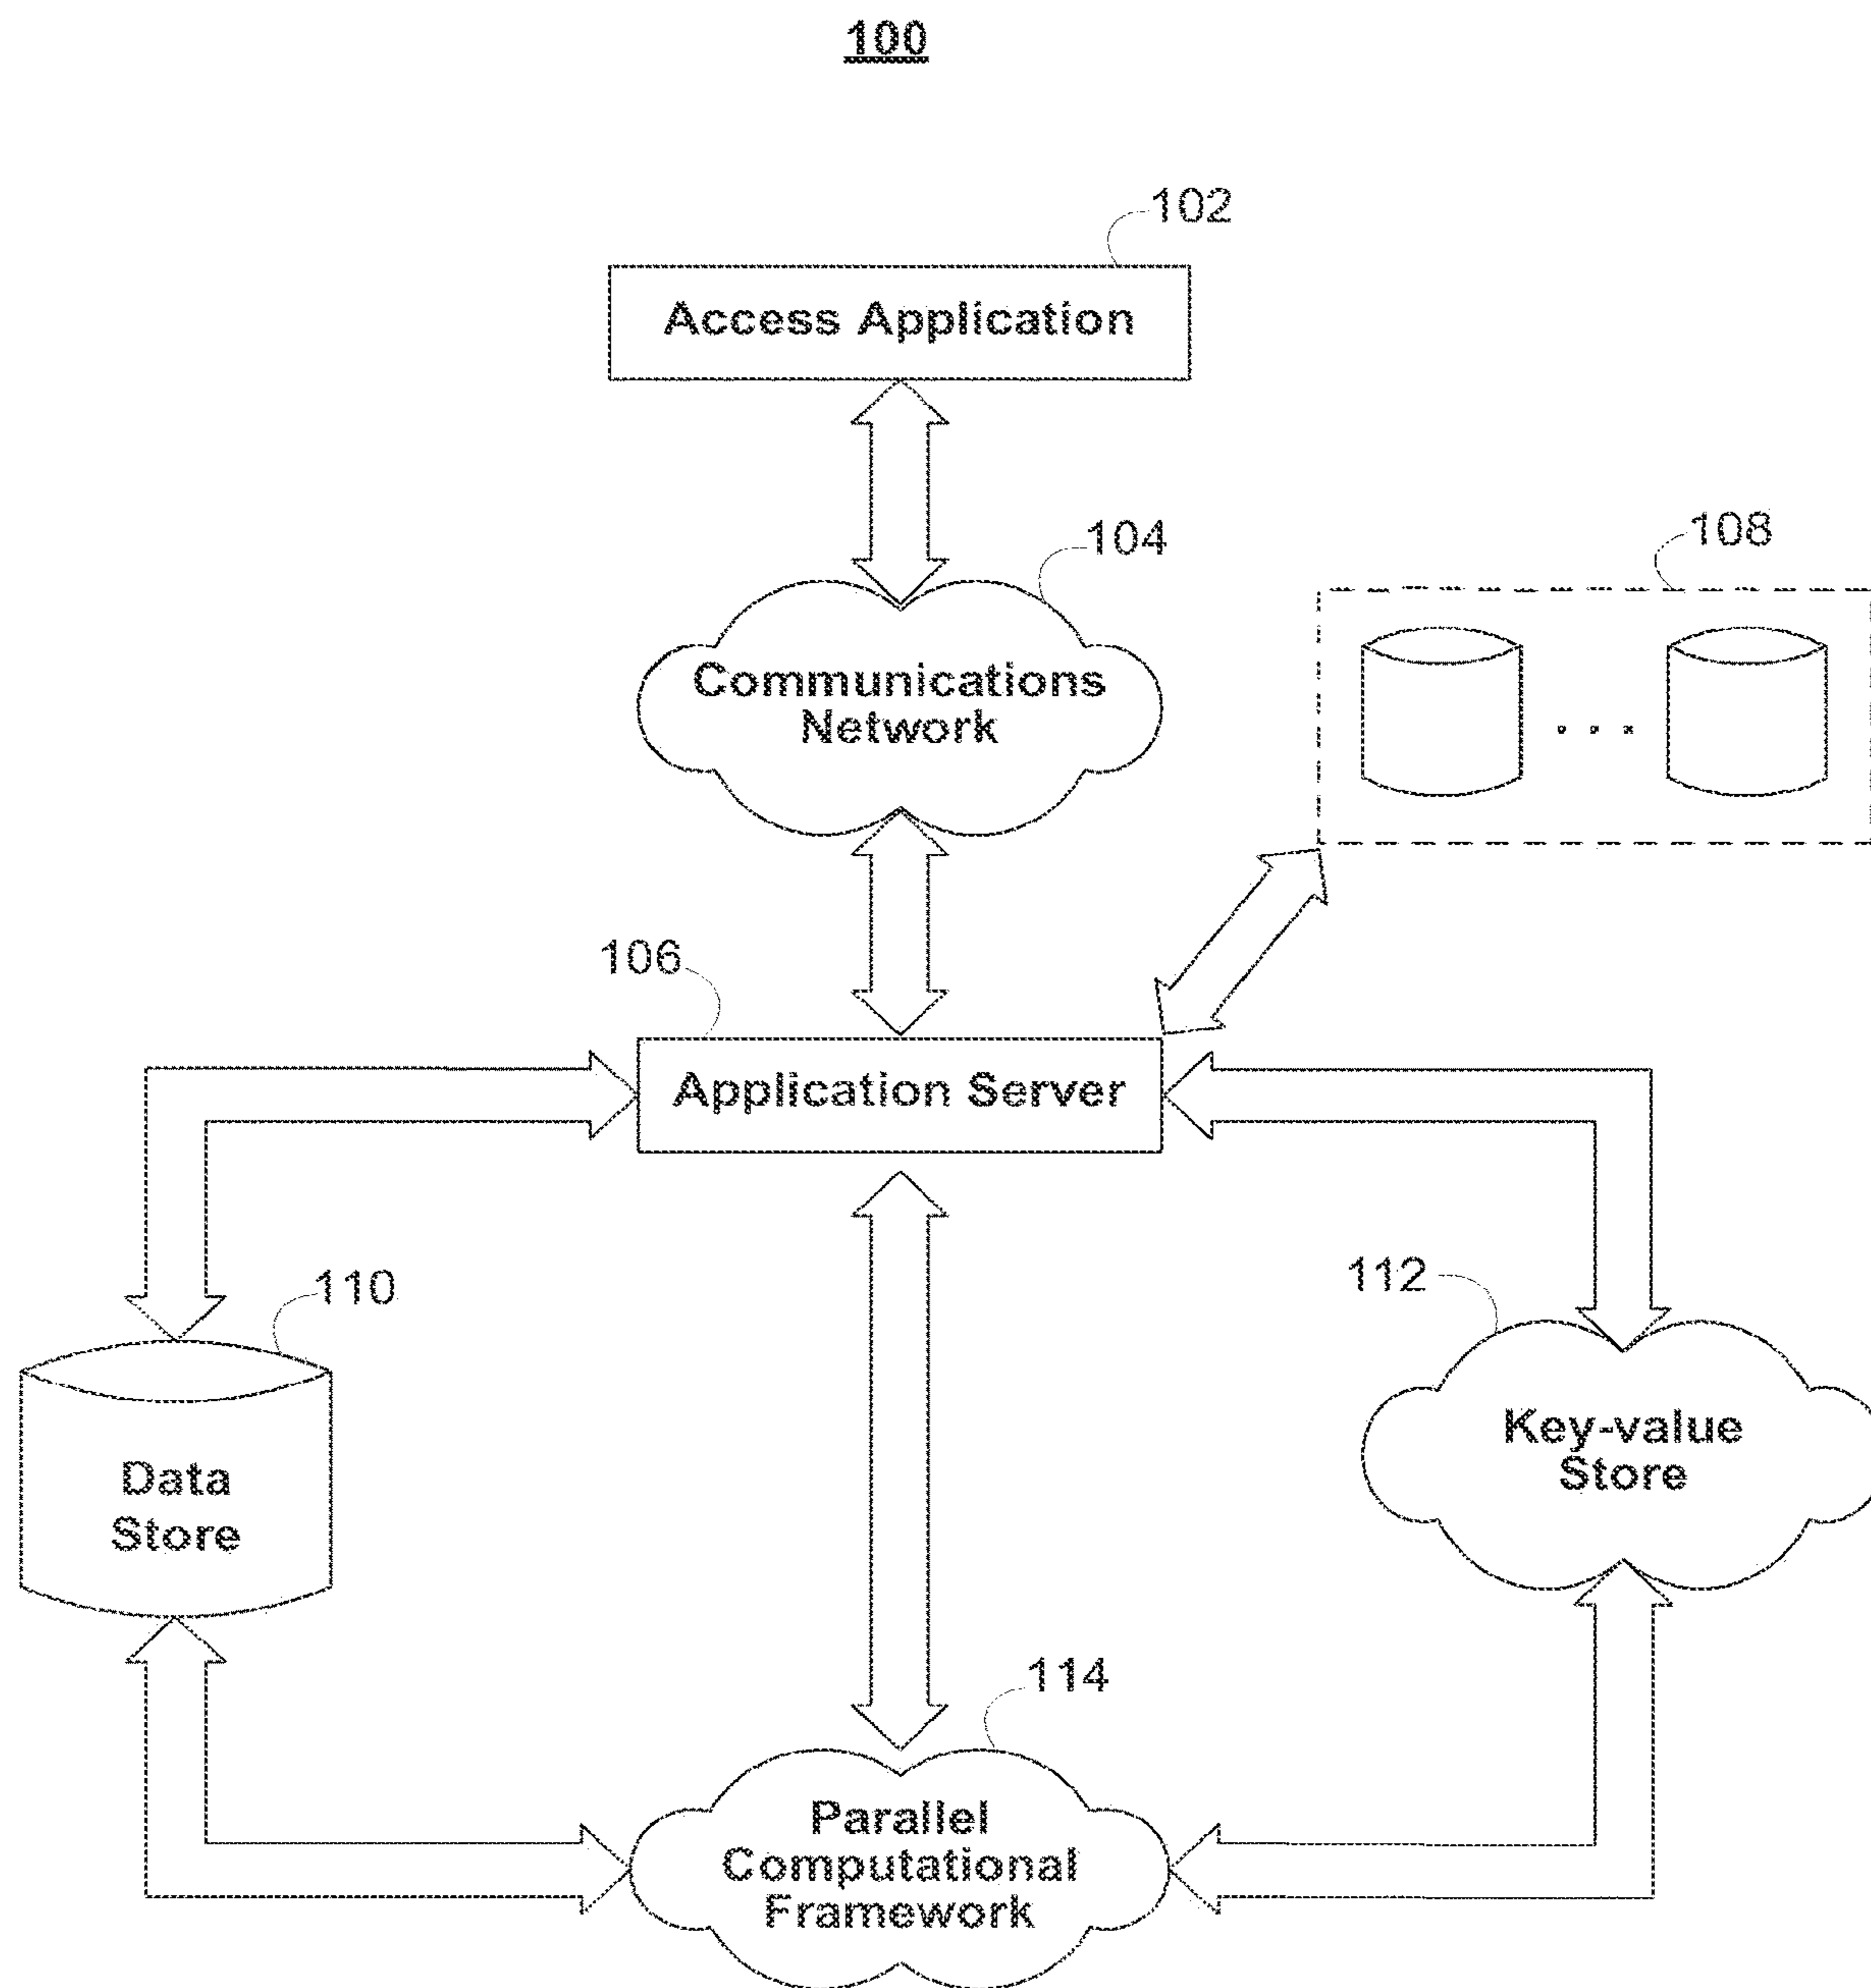 100
102
Access Application
104
108
Communications
Network
. . .
106
Application Server
110
112
Data
Store
Key-value
Store
114
Parallel
Computational
Framework